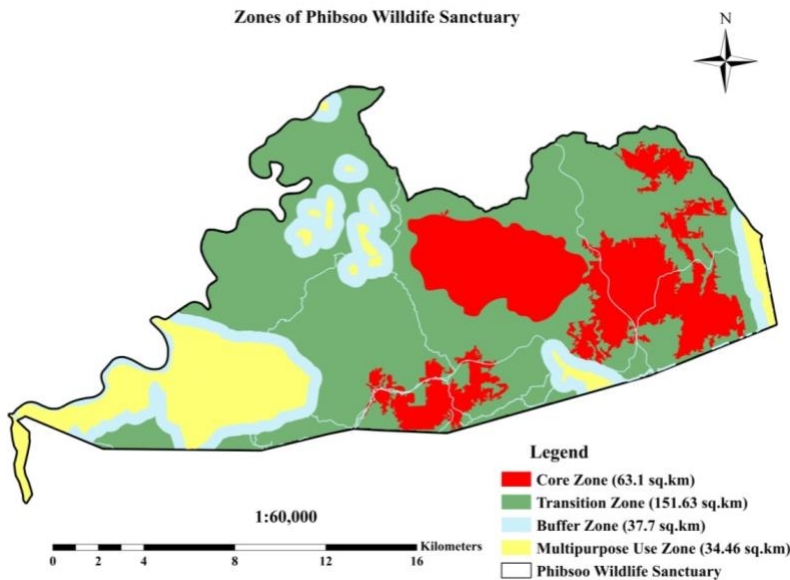 Zones of Phibsoo Willdife Sanctuary
N
Legend
Core Zone (63.1 sq.km)
Transition Zone (151.63 sq.km)
Buffer Zone (37.7 sq.km)
Multipurpose Use Zone (34.46 sq.km)
Phibsoo Wildlife Sanctuary
1:60,000
Kilometers
0 2 4 8 12 16